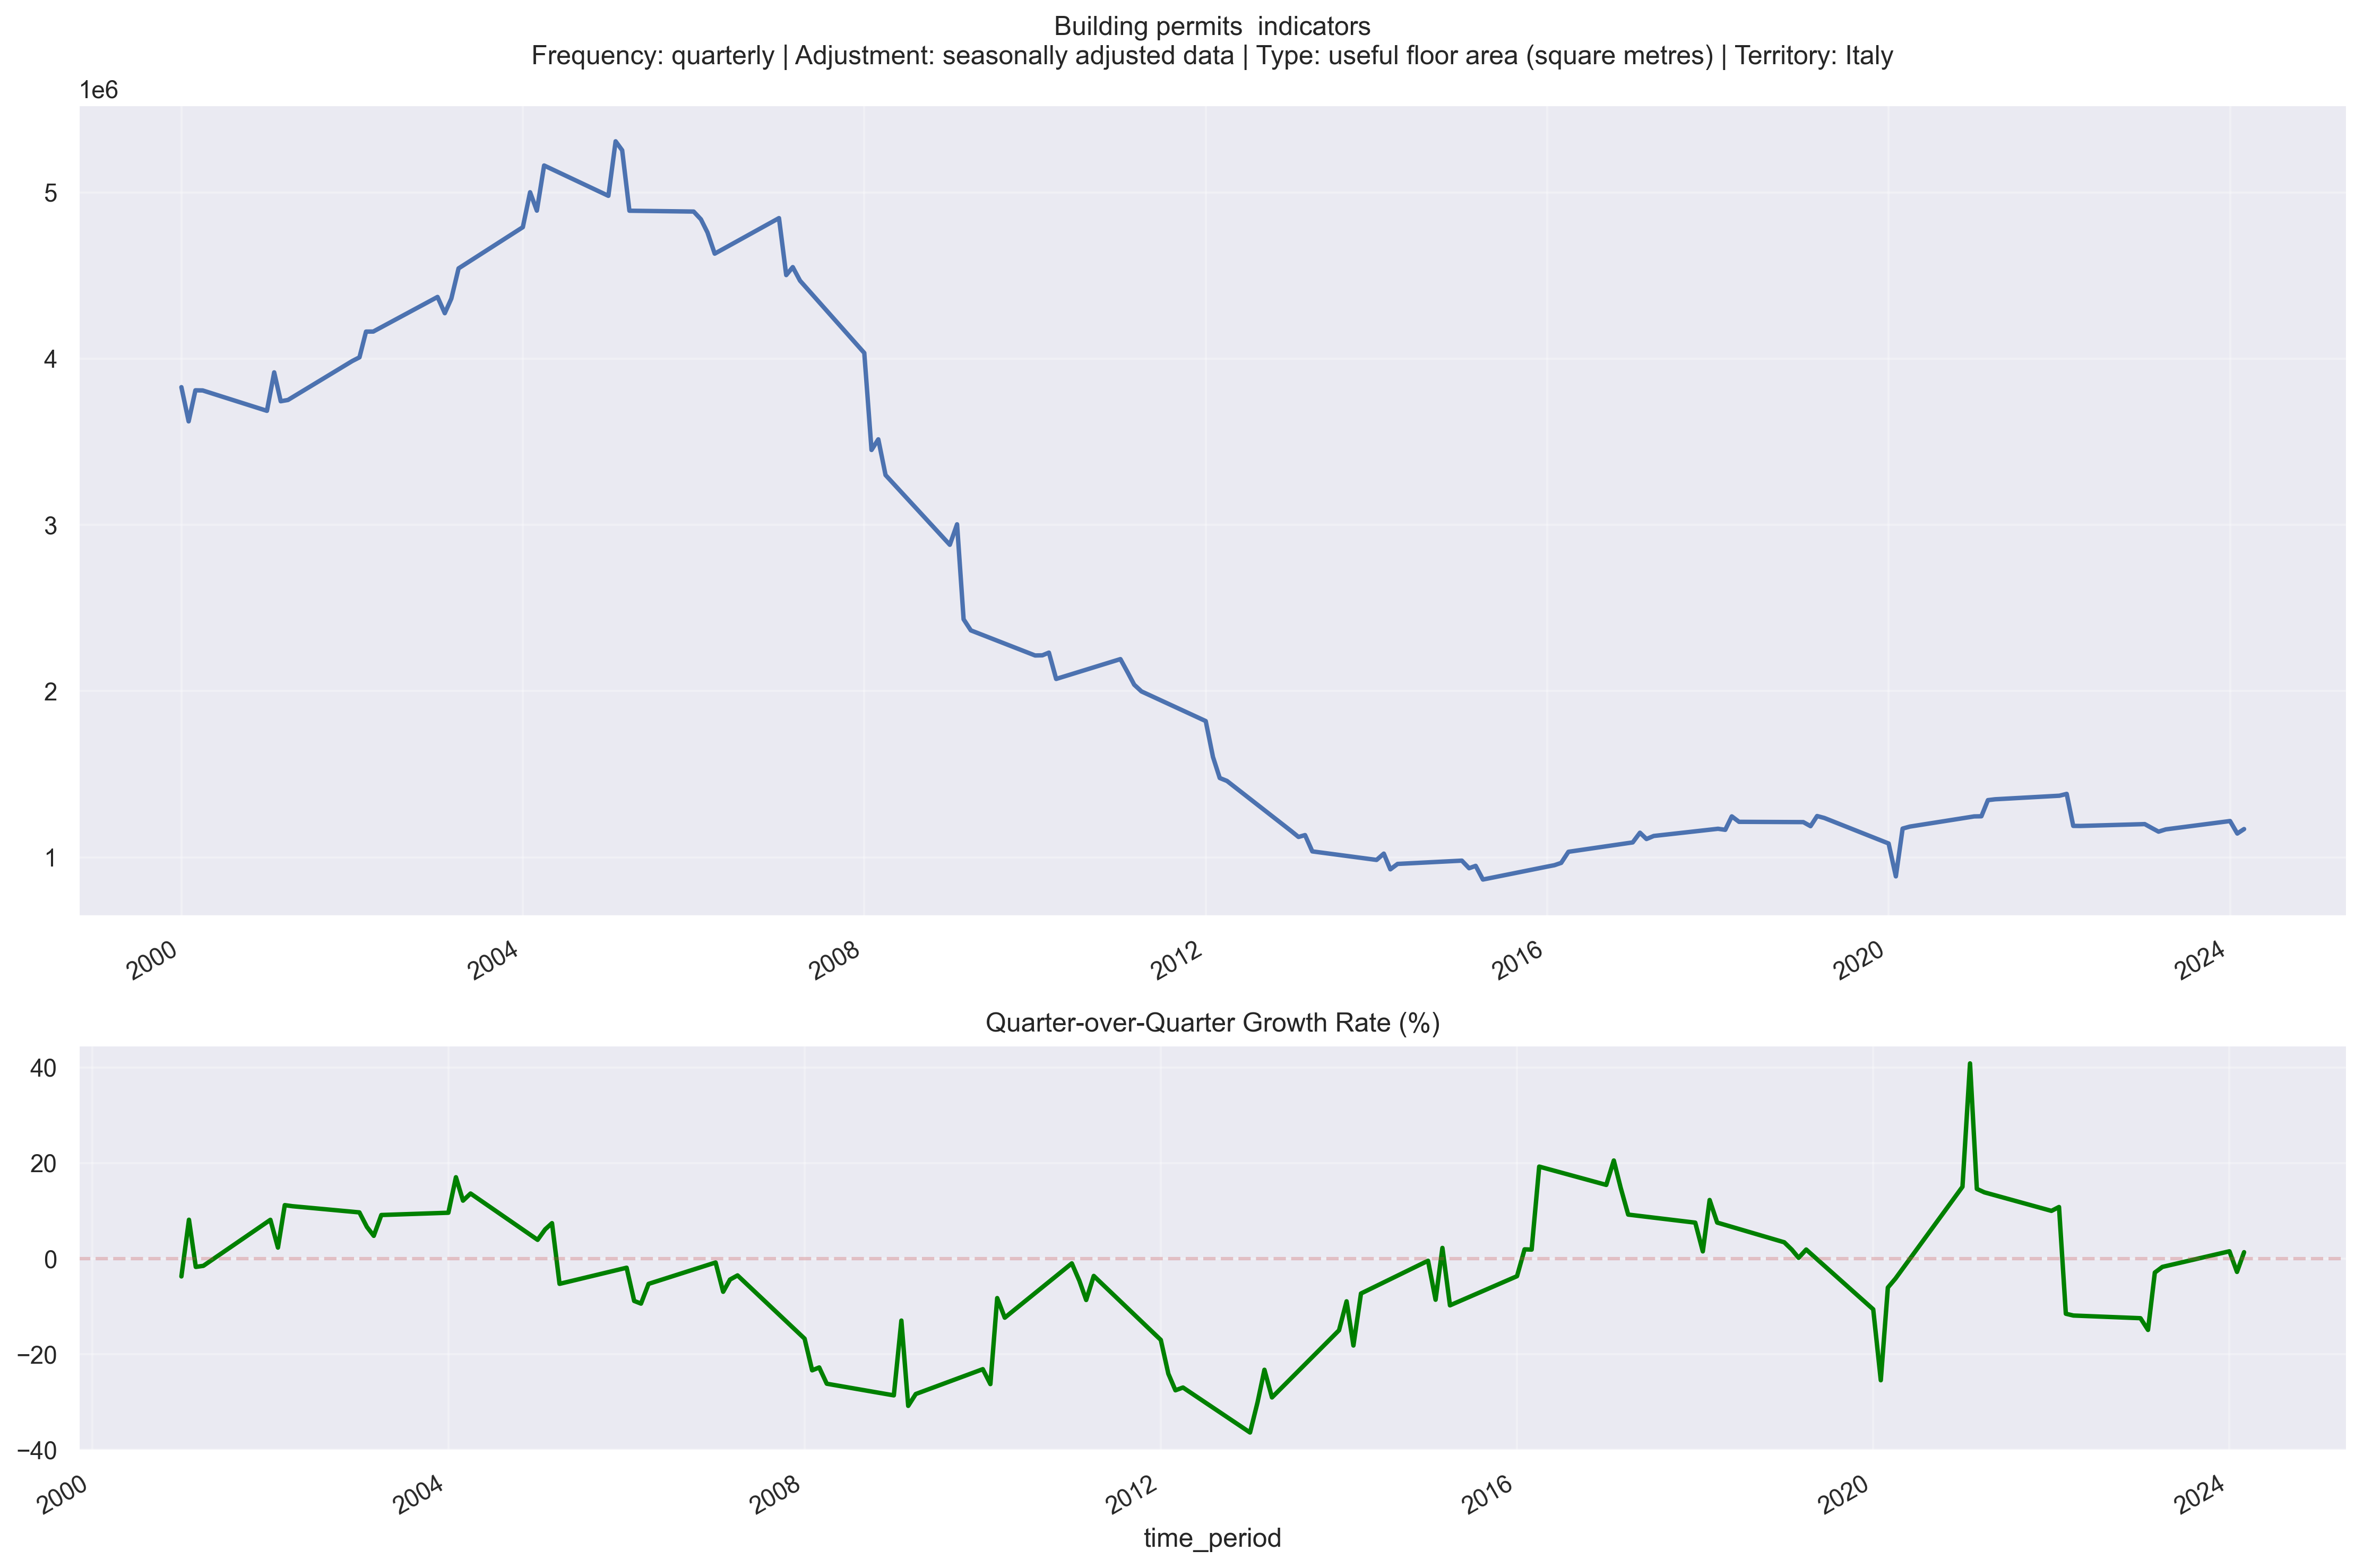 Building permits  indicators
Frequency: quarterly | Adjustment: seasonally adjusted data | Type: useful floor area (square metres) | Territory: Italy
1e6
5
4
3
2
1
2000 2004 2008 2012 2016 2020 2024
Quarter-over-Quarter Growth Rate (%)
40
20
0
−20
−40
2000 2004 2008 2012 2016 2020 2024
time_period